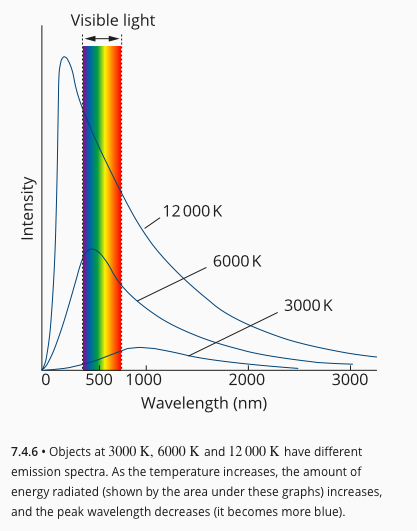 Visible light
Intensity
12 000 K
6000 K
3000 K
0 500 1000 2000 3000
Wavelength (nm)
7.4.6 • Objects at 3000 K, 6000 K and 12 000 K have different
emission spectra. As the temperature increases, the amount of
energy radiated (shown by the area under these graphs) increases,
and the peak wavelength decreases (it becomes more blue).